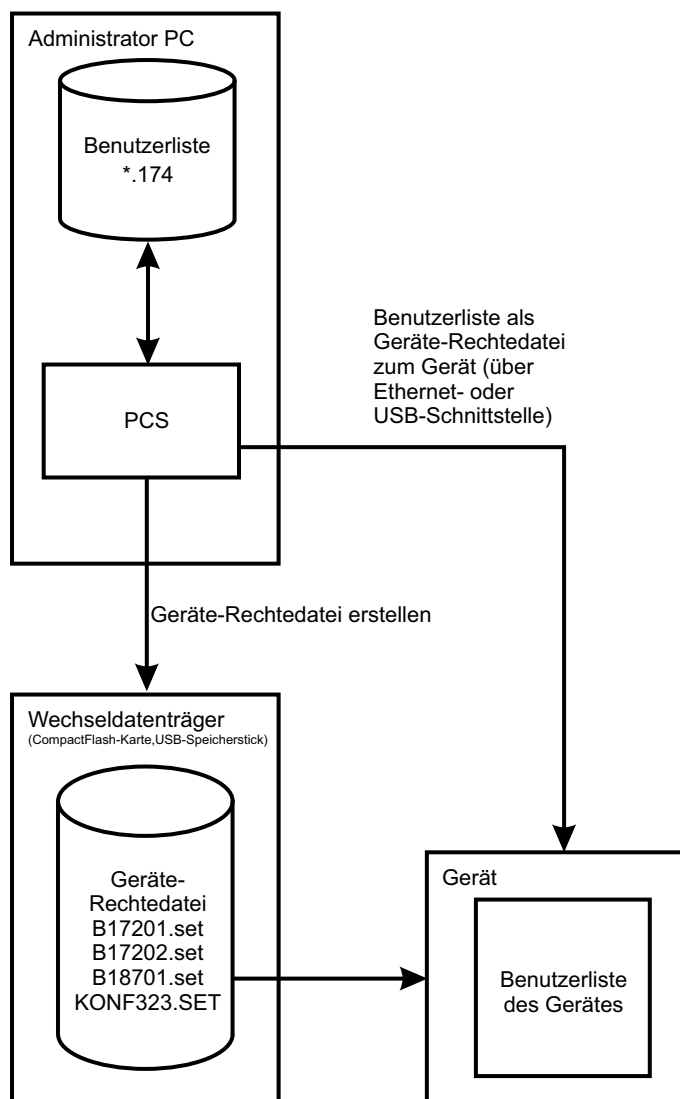 Administrator PC
Benutzerliste
*.174
PCS
Benutzerliste als
Geräte-Rechtedatei
zum Gerät (über
Ethernet- oder
USB-Schnittstelle)
Geräte-Rechtedatei erstellen
Wechseldatenträger
(CompactFlash-Karte,USB-Speicherstick)
Geräte-
Rechtedatei
B17201.set
B17202.set
B18701.set
KONF323.SET
Gerät
Benutzerliste
des Gerätes